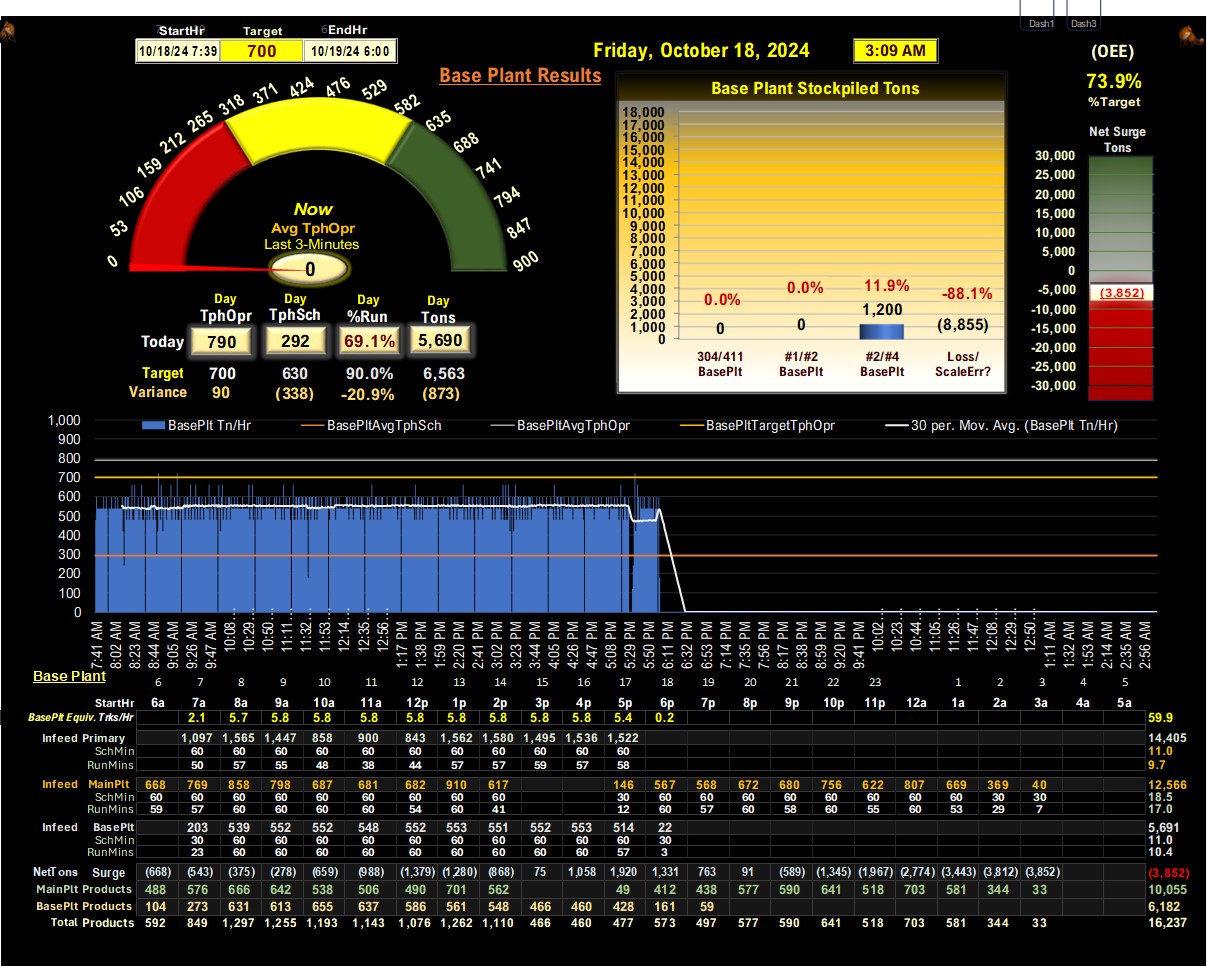 Dash1 Dash3
StartHr Target EndHr
10/18/24 7:39 700 10/19/24 6:00
Friday, October 18, 2024 3:09 AM
Base Plant Results
(OEE)
73.9%
%Target
Net Surge
Tons
30,000
25,000
20,000
15,000
10,000
5,000
0
-5,000
-10,000
-15,000
-20,000
-25,000
-30,000
(3,852)
0 53 106 159 212 265 318 371 424 476 529 582 635 688 741 794 847 900
Now
Avg TphOpr
Last 3-Minutes
0
Day Day Day Day
TphOpr TphSch %Run Tons
Today 790 292 69.1% 5,690
Target 700 630 90.0% 6,563
Variance 90 (338) -20.9% (873)
Base Plant Stockpiled Tons
18,000
17,000
16,000
15,000
14,000
13,000
12,000
11,000
10,000
9,000
8,000
7,000
6,000
5,000
4,000
3,000
2,000
1,000
0
0.0% 0.0% 11.9% -88.1%
0 0 1,200 (8,855)
304/411 #1/#2 #2/#4 Loss/
BasePlt BasePlt BasePlt ScaleErr?
BasePlt Tn/Hr BasePltAvgTphSch BasePltAvgTphOpr BasePltTargetTphOpr 30 per. Mov. Avg. (BasePlt Tn/Hr)
1,000
900
800
700
600
500
400
300
200
100
0
7:41 AM 8:02 AM 8:23 AM 8:44 AM 9:05 AM 9:26 AM 9:47 AM 10:08… 10:29… 10:50… 11:11… 11:32… 11:53… 12:14… 12:35… 12:56… 1:17 PM 1:38 PM 1:59 PM 2:20 PM 2:41 PM 3:02 PM 3:23 PM 3:44 PM 4:05 PM 4:26 PM 4:47 PM 5:08 PM 5:29 PM 5:50 PM 6:11 PM 6:32 PM 6:53 PM 7:14 PM 7:35 PM 7:56 PM 8:17 PM 8:38 PM 8:59 PM 9:20 PM 9:41 PM 10:02… 10:23… 10:44… 11:05… 11:26… 11:47… 12:08… 12:29… 12:50… 1:11 AM 1:32 AM 1:53 AM 2:14 AM 2:35 AM 2:56 AM
Base Plant
6 7 8 9 10 11 12 13 14 15 16 17 18 19 20 21 22 23 1 2 3 4 5
StartHr 6a 7a 8a 9a 10a 11a 12p 1p 2p 3p 4p 5p 6p 7p 8p 9p 10p 11p 12a 1a 2a 3a 4a 5a
BasePlt Equiv. Trks/Hr 2.1 5.7 5.8 5.8 5.8 5.8 5.8 5.8 5.8 5.8 5.4 0.2 59.9
Infeed Primary 1,097 1,565 1,447 858 900 843 1,562 1,580 1,495 1,536 1,522 14,405
SchMin 60 60 60 60 60 60 60 60 60 60 60 11.0
RunMins 50 57 55 48 38 44 57 57 59 57 58 9.7
Infeed MainPlt 668 769 858 798 687 681 682 910 617 146 567 568 672 680 756 622 807 669 369 40 12,566
SchMin 60 60 60 60 60 60 60 60 60 30 60 60 60 60 60 60 60 60 30 30 18.5
RunMins 59 57 60 60 60 60 54 60 41 12 60 57 60 58 60 55 60 53 29 7 17.0
Infeed BasePlt 203 539 552 552 548 552 553 551 552 553 514 22 5,691
SchMin 30 60 60 60 60 60 60 60 60 60 60 30 11.0
RunMins 23 60 60 60 60 60 60 60 60 60 57 3 10.4
NetTons Surge (668) (543) (375) (278) (659) (988) (1,379) (1,280) (868) 75 1,058 1,920 1,331 763 91 (589) (1,345) (1,967) (2,774) (3,443) (3,812) (3,852) (3,852)
MainPlt Products 488 576 666 642 538 506 490 701 562 49 412 438 577 590 641 518 703 581 344 33 10,055
BasePlt Products 104 273 631 613 655 637 586 561 548 466 460 428 161 59 6,182
Total Products 592 849 1,297 1,255 1,193 1,143 1,076 1,262 1,110 466 460 477 573 497 577 590 641 518 703 581 344 33 16,237